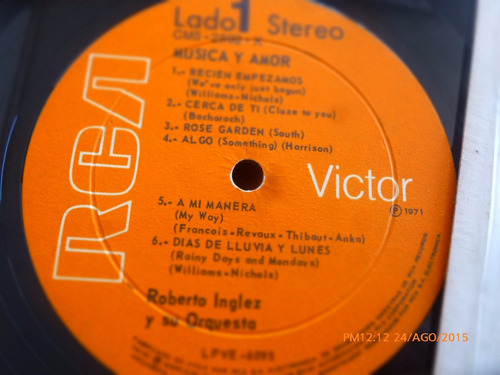 Lado 1 Stereo
MUSICA Y AMOR
1.- RECIEN EMPEZAMOS
(We've only just begun)
(Williams-Nichols)
2.- CERCA DE TI (Close to you)
(Bacharach)
3.- ROSE GARDEN (South)
4.- ALGO (Something) (Harrison)
RCA
Victor
℗ 1971
5.- A MI MANERA
(My Way)
(Francois-Revaux-Thibaut-Anka)
6.- DIAS DE LLUVIA Y LUNES
(Rainy Days and Mondays)
(Williams-Nichols)
Roberto Inglez
y su Orquesta
LPVE-6095
PM12:12 24/AGO/2015